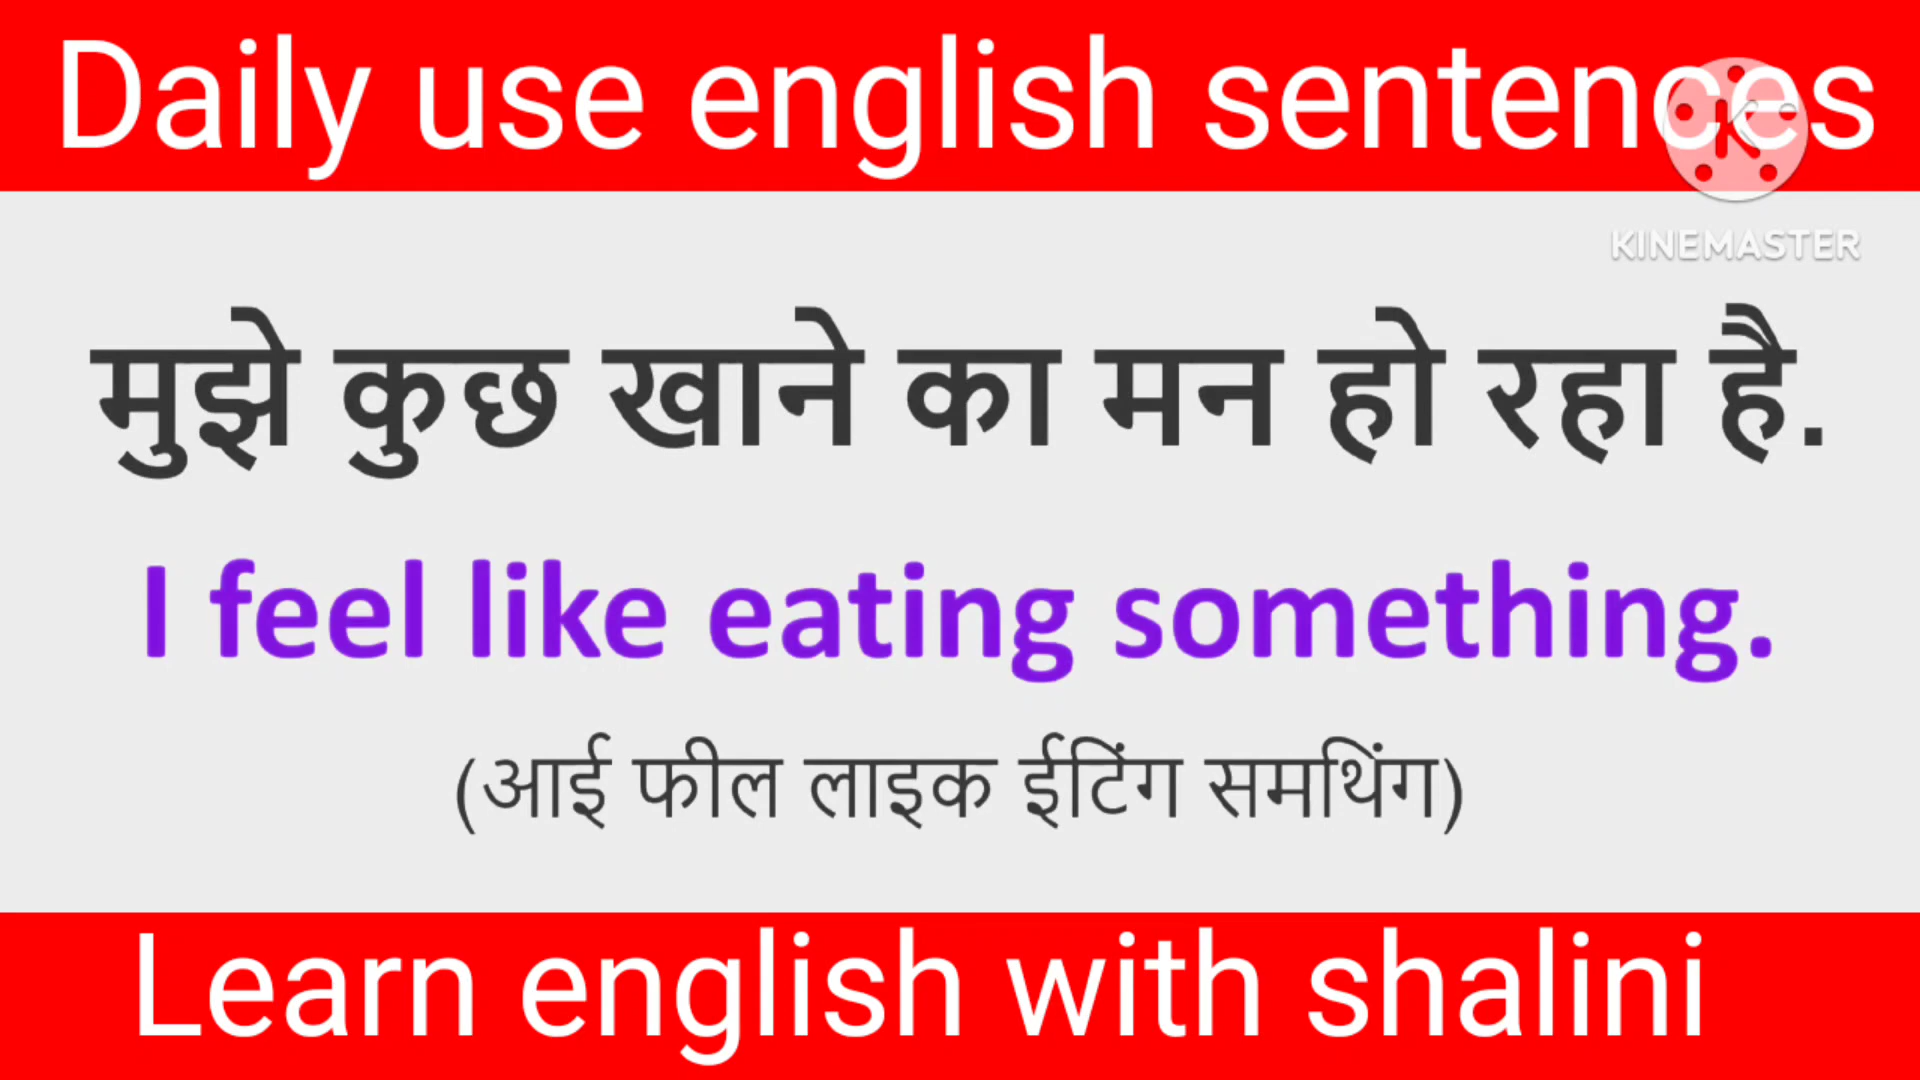 Daily use english sentences
KINEMASTER
मुझे कुछ खाने का मन हो रहा है.
I feel like eating something.
(आई फील लाइक ईटिंग समथिंग)
Learn english with shalini